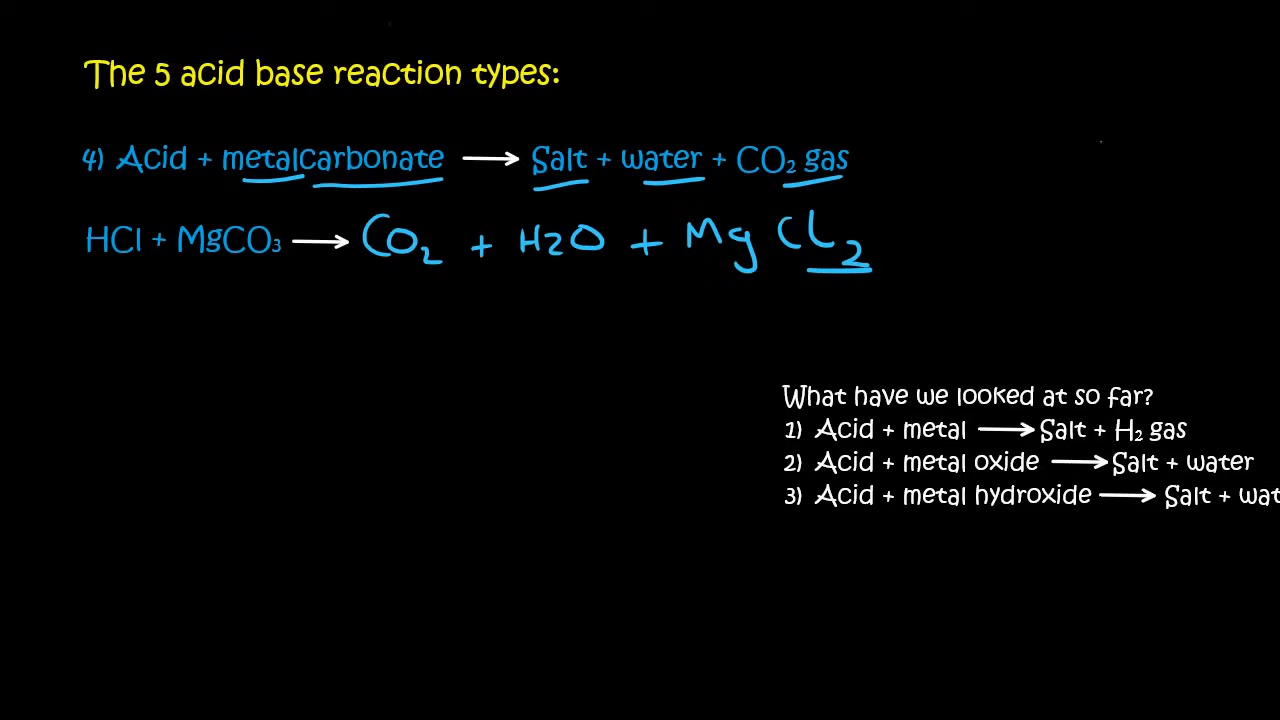 The 5 acid base reaction types:
4) Acid + metalcarbonate ⟶ Salt + water + CO₂ gas
HCl + MgCO₃ ⟶ CO₂ + H2O + MgCl₂
What have we looked at so far?
1) Acid + metal ⟶ Salt + H₂ gas
2) Acid + metal oxide ⟶ Salt + water
3) Acid + metal hydroxide ⟶ Salt + wat